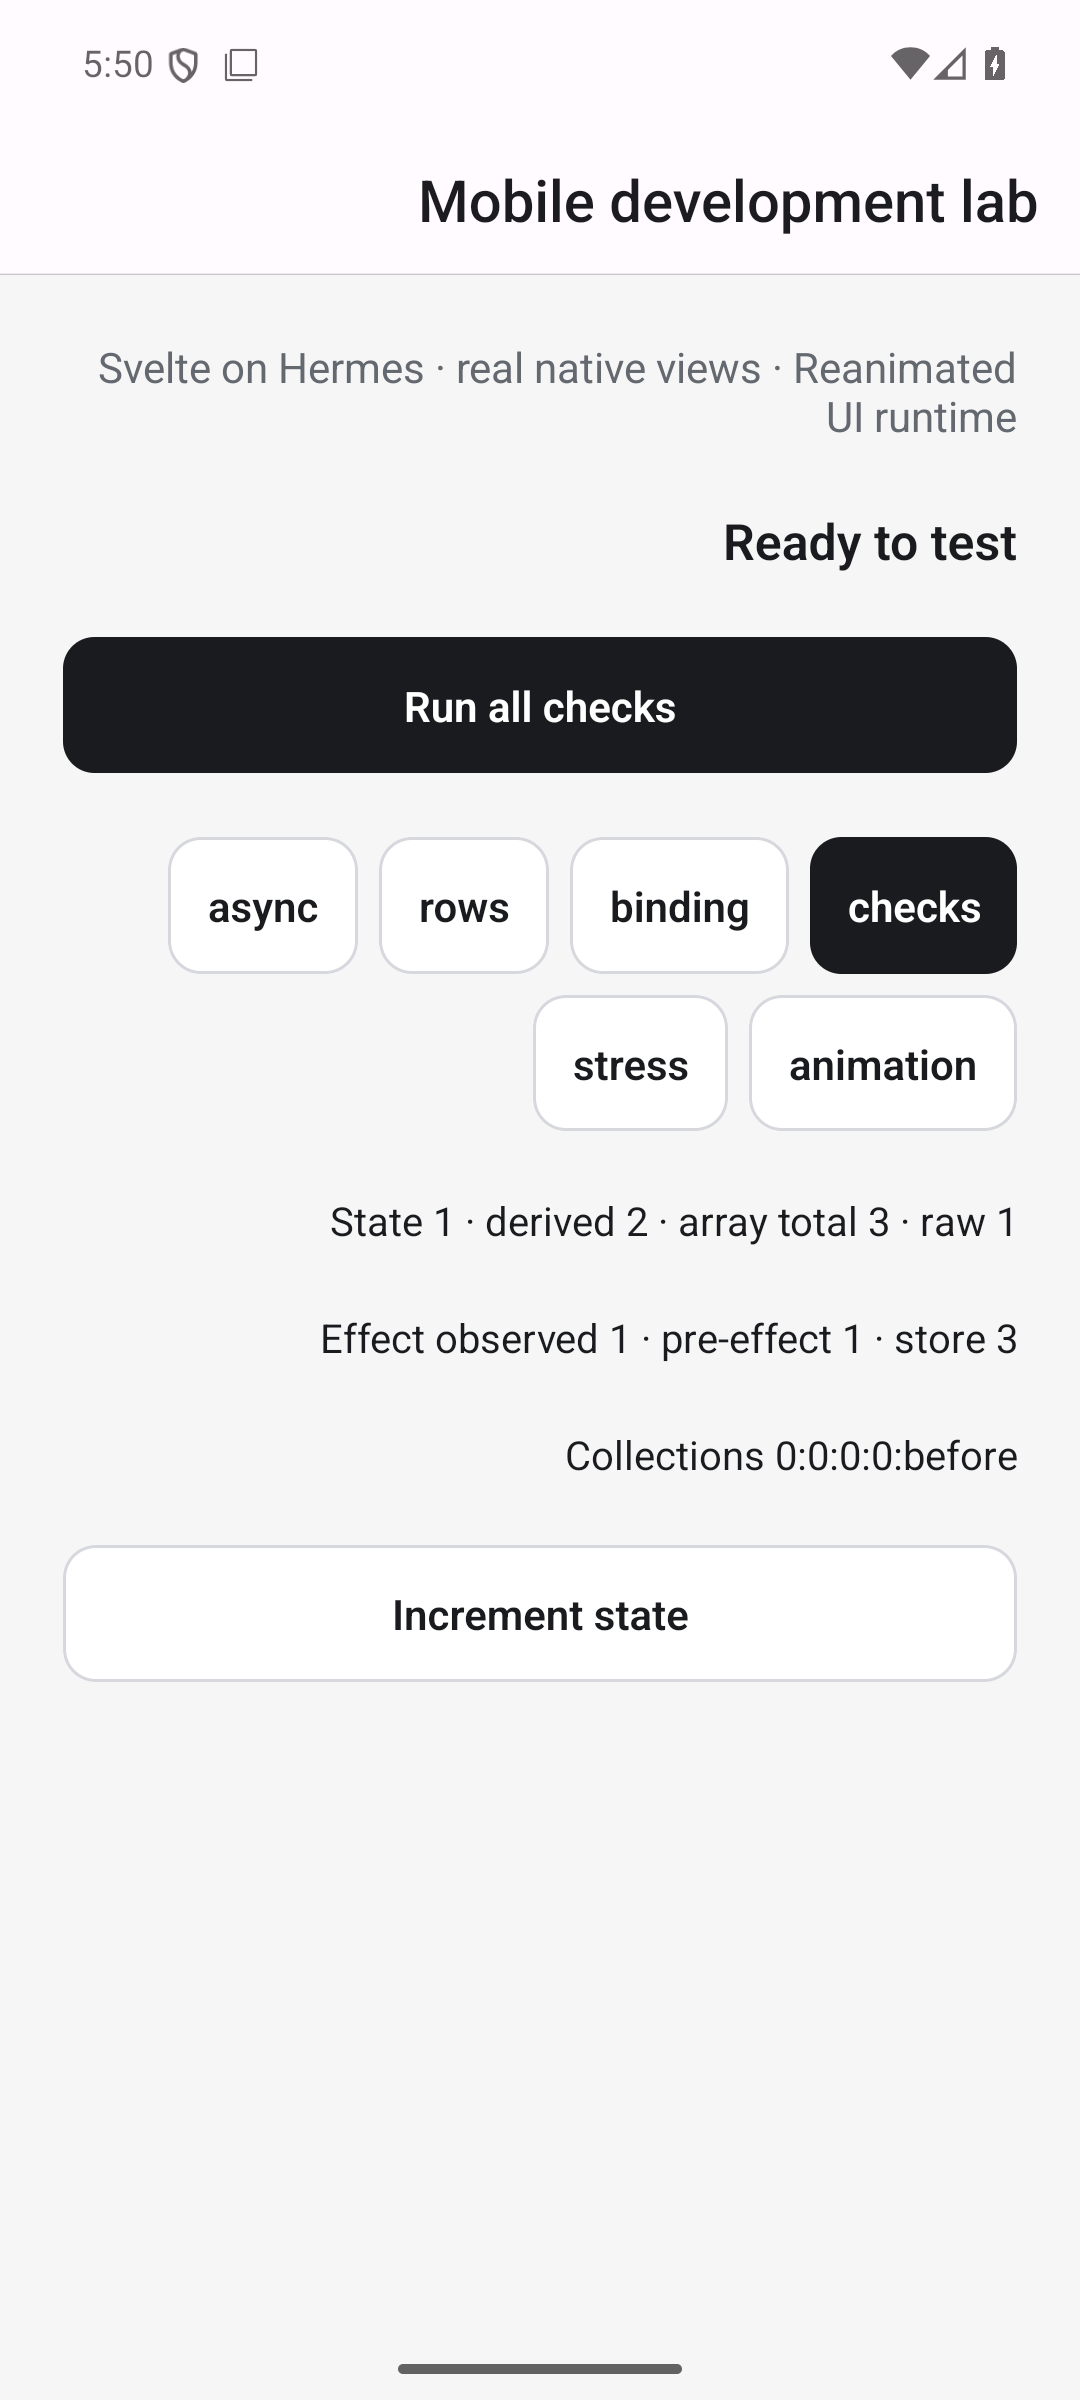 5:50
Mobile development lab
Svelte on Hermes · real native views · Reanimated
UI runtime
Ready to test
Run all checks
async rows binding checks
stress animation
State 1 · derived 2 · array total 3 · raw 1
Effect observed 1 · pre-effect 1 · store 3
Collections 0:0:0:0:before
Increment state